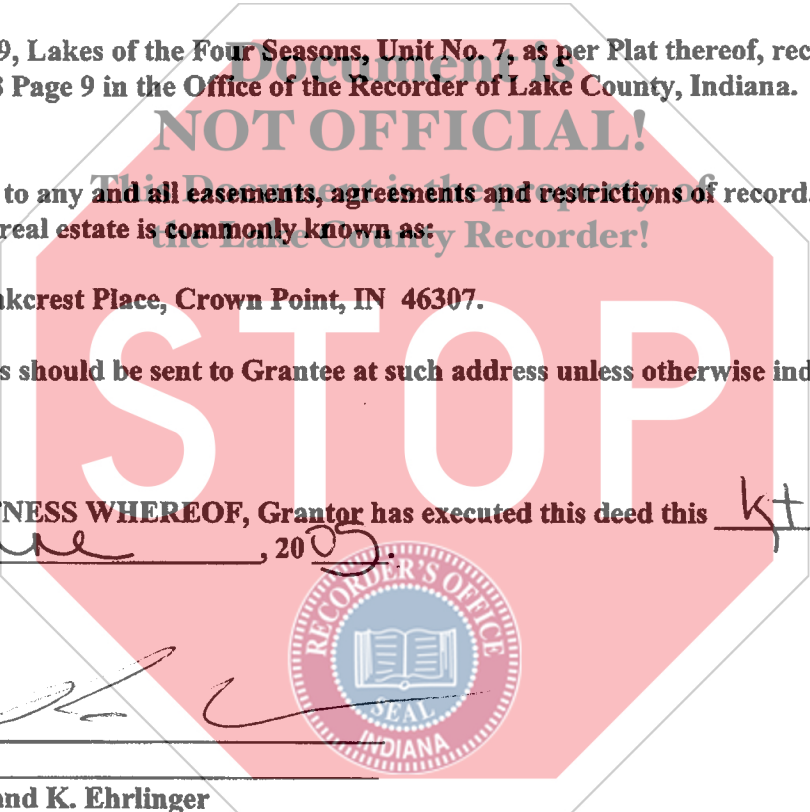 9, Lakes of the Four Seasons, Unit No. 7, as per Plat thereof, rec
Document is
Page 9 in the Office of the Recorder of Lake County, Indiana.
NOT OFFICIAL!
to any and all easements, agreements and restrictions of record.
This Document is the property of
real estate is commonly known as:
the Lake County Recorder!
kcrest Place, Crown Point, IN 46307.
STOP
s should be sent to Grantee at such address unless otherwise ind
NESS WHEREOF, Grantor has executed this deed this
, 2005.
RECORDER'S OFFICE
SEAL
INDIANA
and K. Ehrlinger